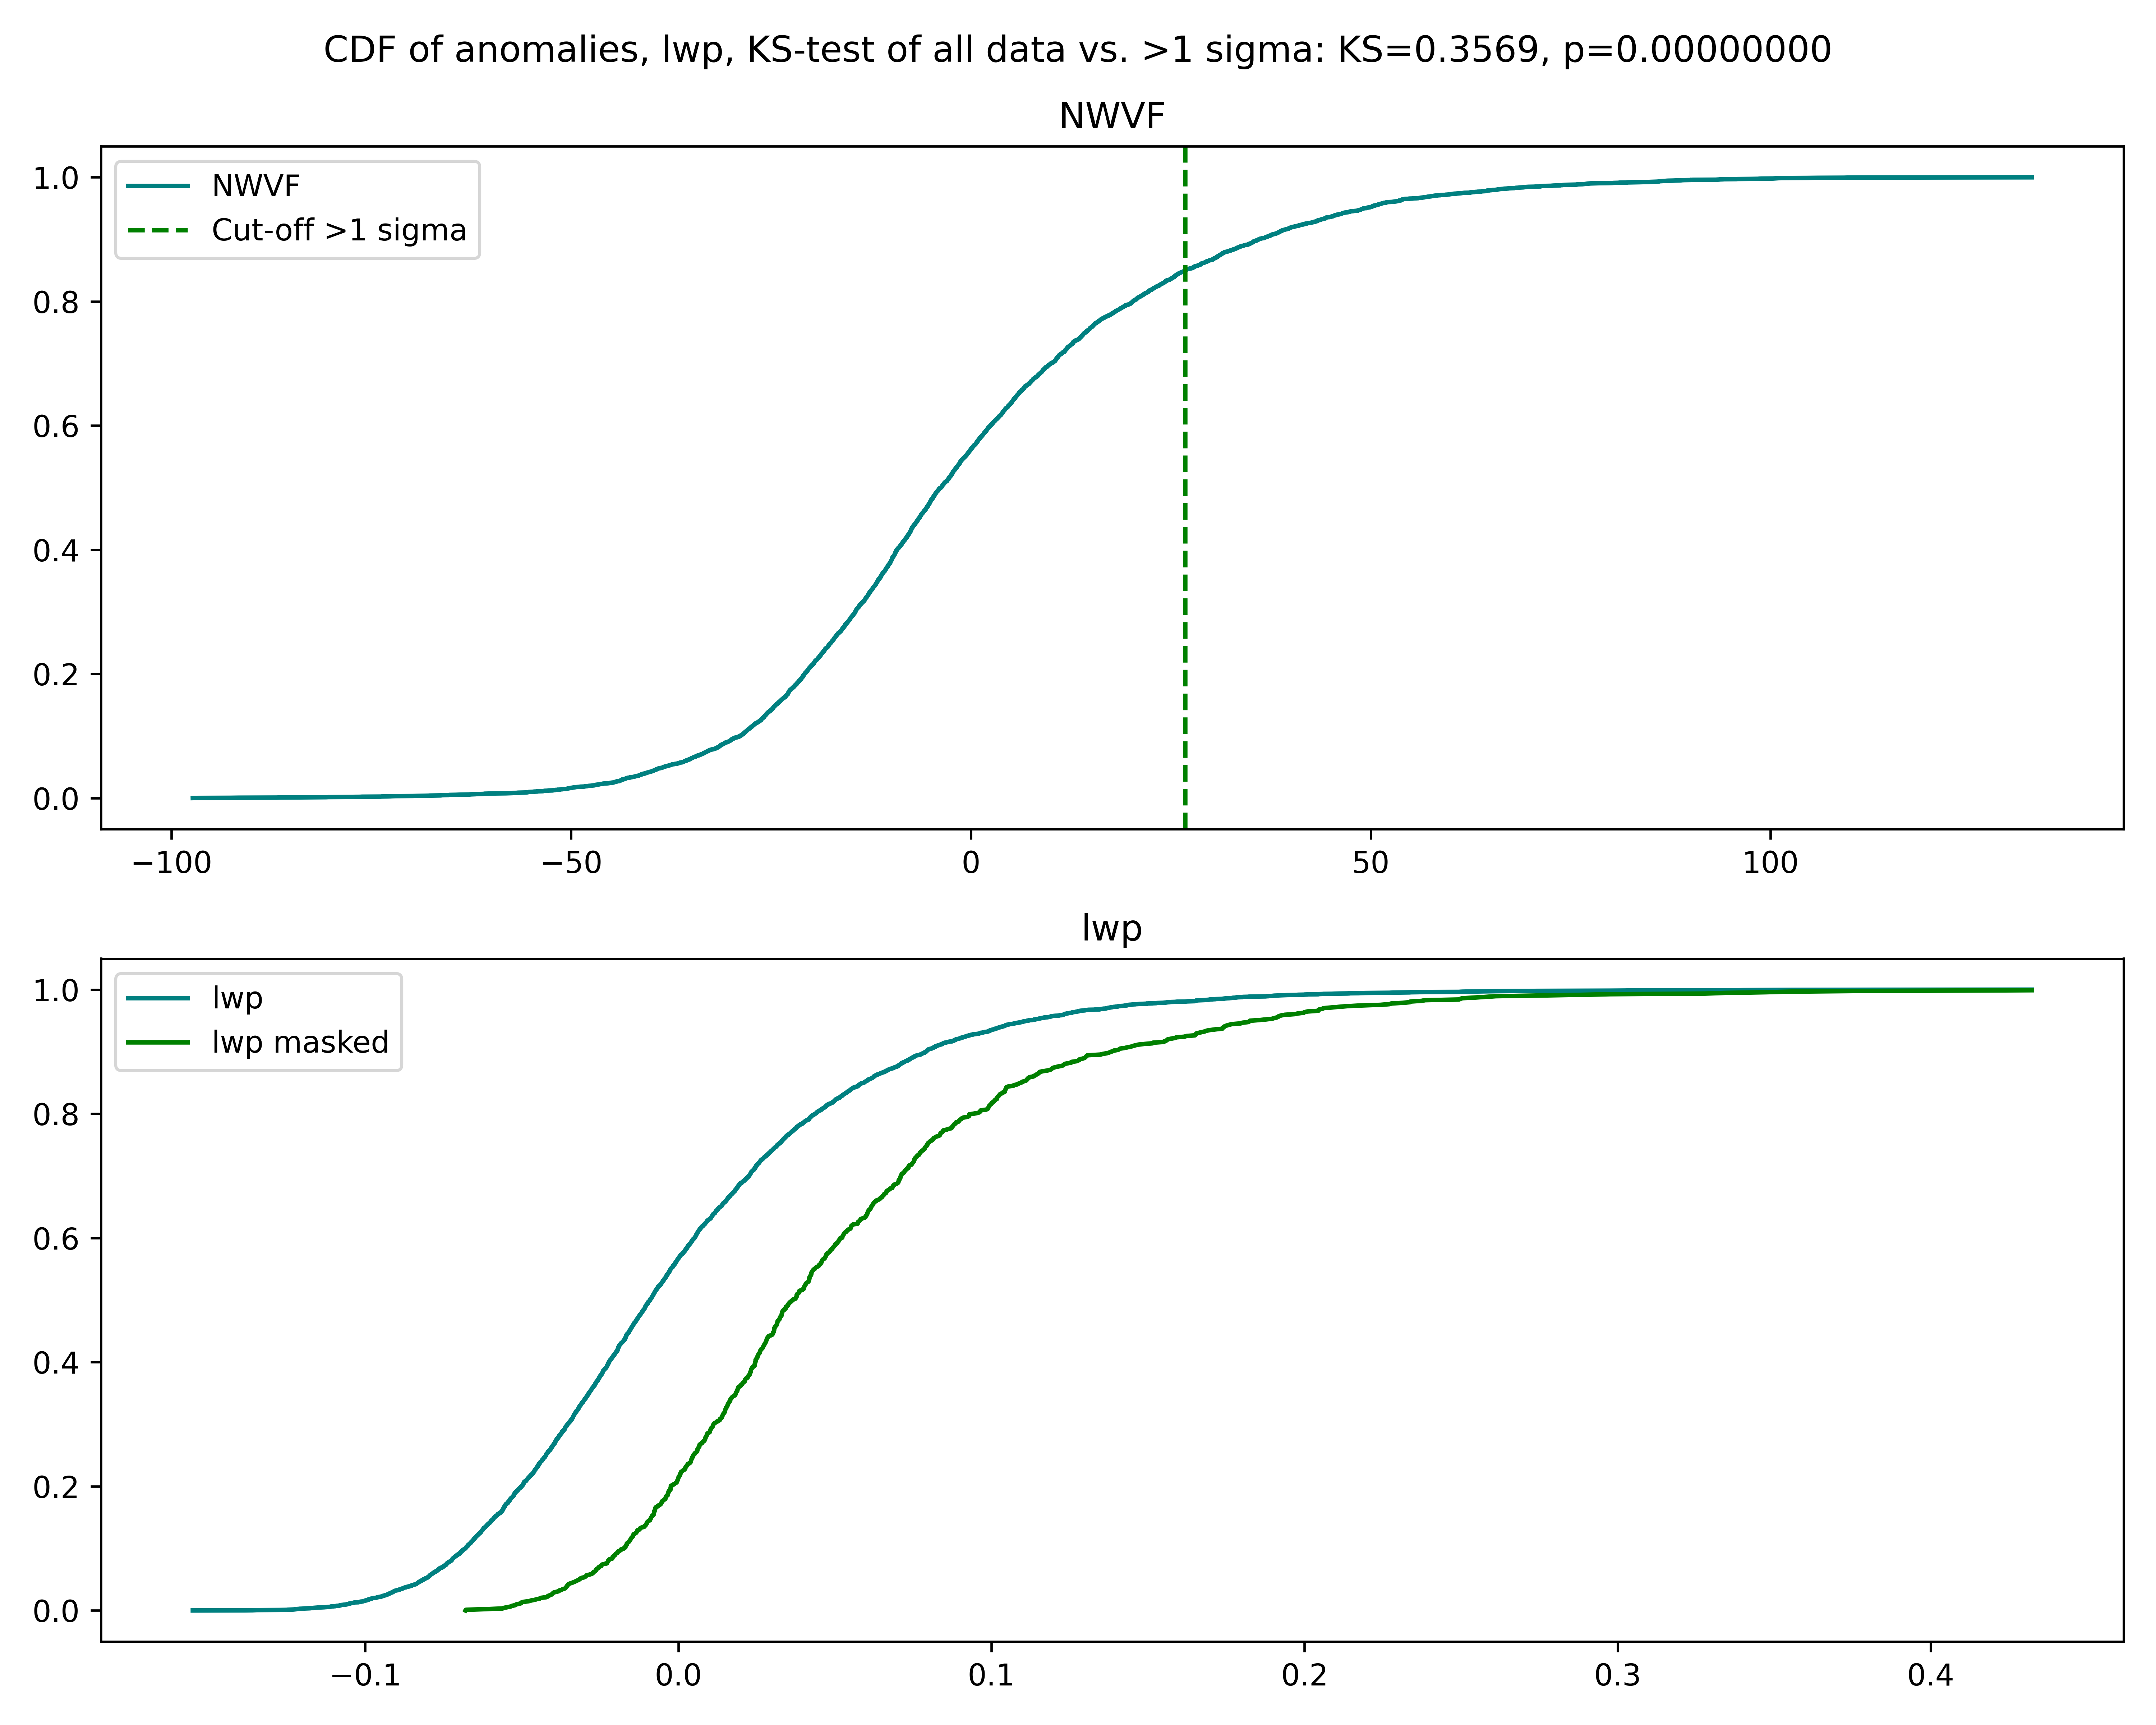 CDF of anomalies, lwp, KS-test of all data vs. >1 sigma: KS=0.3569, p=0.00000000
NWVF
NWVF
Cut-off >1 sigma
1.0
0.8
0.6
0.4
0.2
0.0
−100 −50 0 50 100
lwp
lwp
lwp masked
1.0
0.8
0.6
0.4
0.2
0.0
−0.1 0.0 0.1 0.2 0.3 0.4